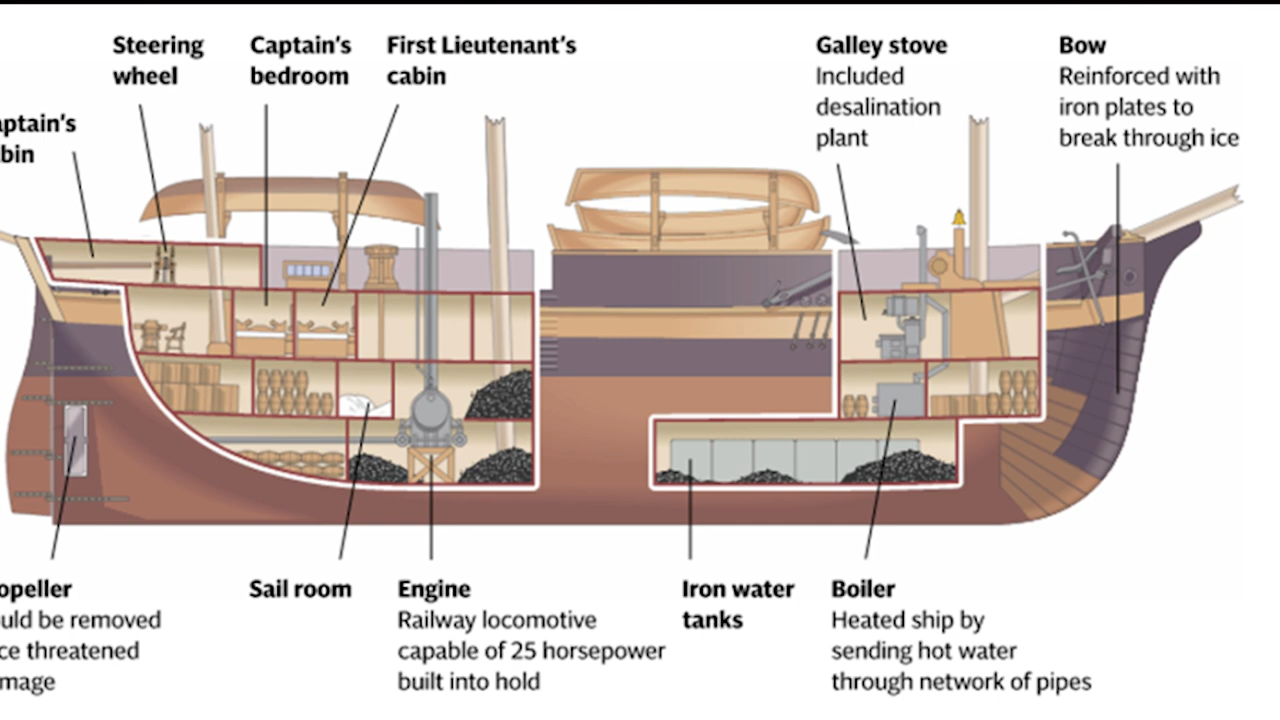 Steering
wheel
Captain's
bedroom
First Lieutenant's
cabin
Galley stove
Included
desalination
plant
Bow
Reinforced with
iron plates to
break through ice
aptain's
bin
opeller
uld be removed
ce threatened
mage
Sail room
Engine
Railway locomotive
capable of 25 horsepower
built into hold
Iron water
tanks
Boiler
Heated ship by
sending hot water
through network of pipes